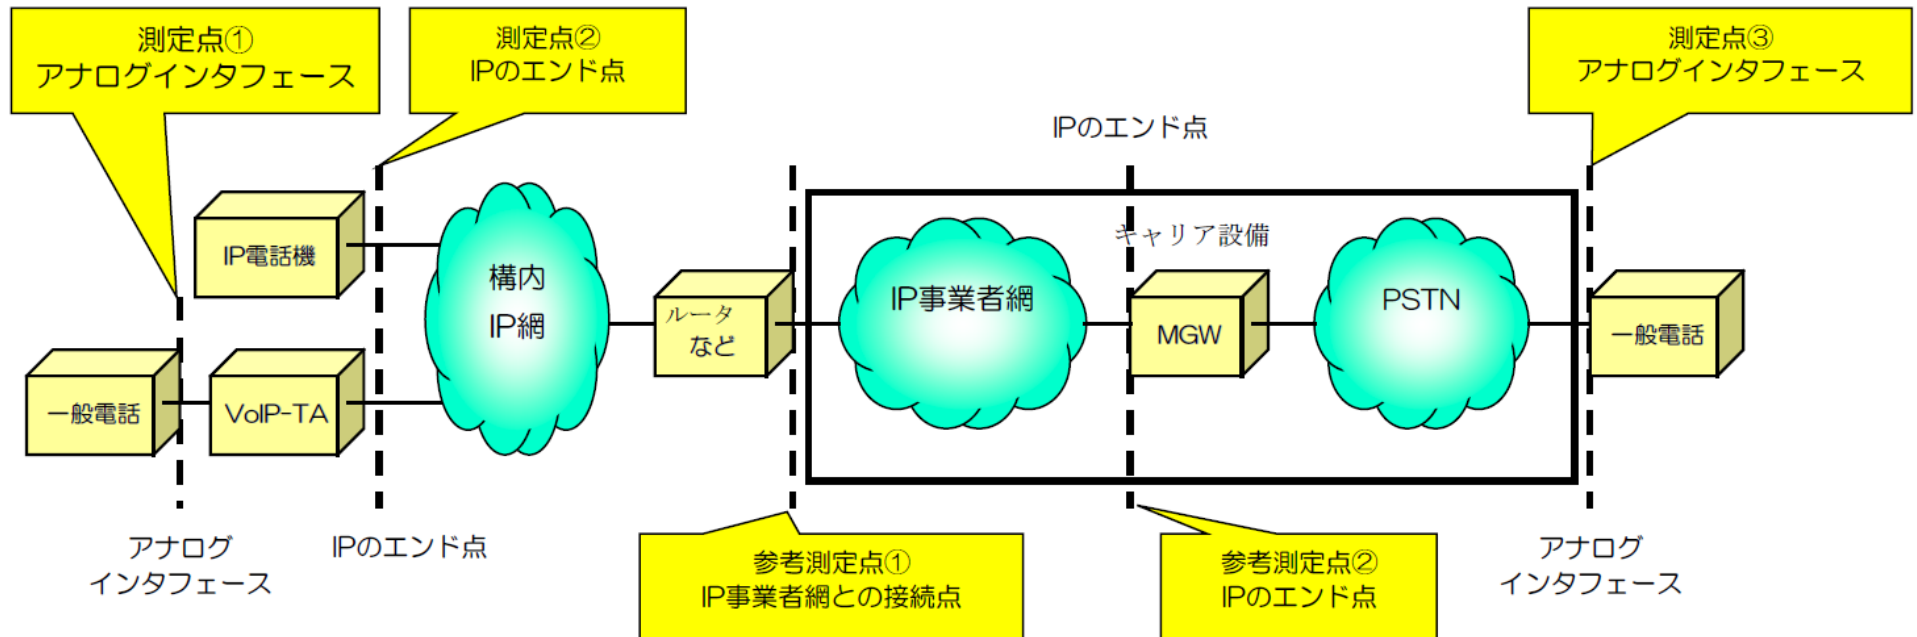 測定点①
アナログインタフェース
測定点②
IPのエンド点
測定点③
アナログインタフェース
IPのエンド点
IP電話機
構内
IP網
ルータ
など
IP事業者網
キャリア設備
MGW
PSTN
一般電話
一般電話
VoIP-TA
アナログ
インタフェース
IPのエンド点
参考測定点①
IP事業者網との接続点
参考測定点②
IPのエンド点
アナログ
インタフェース